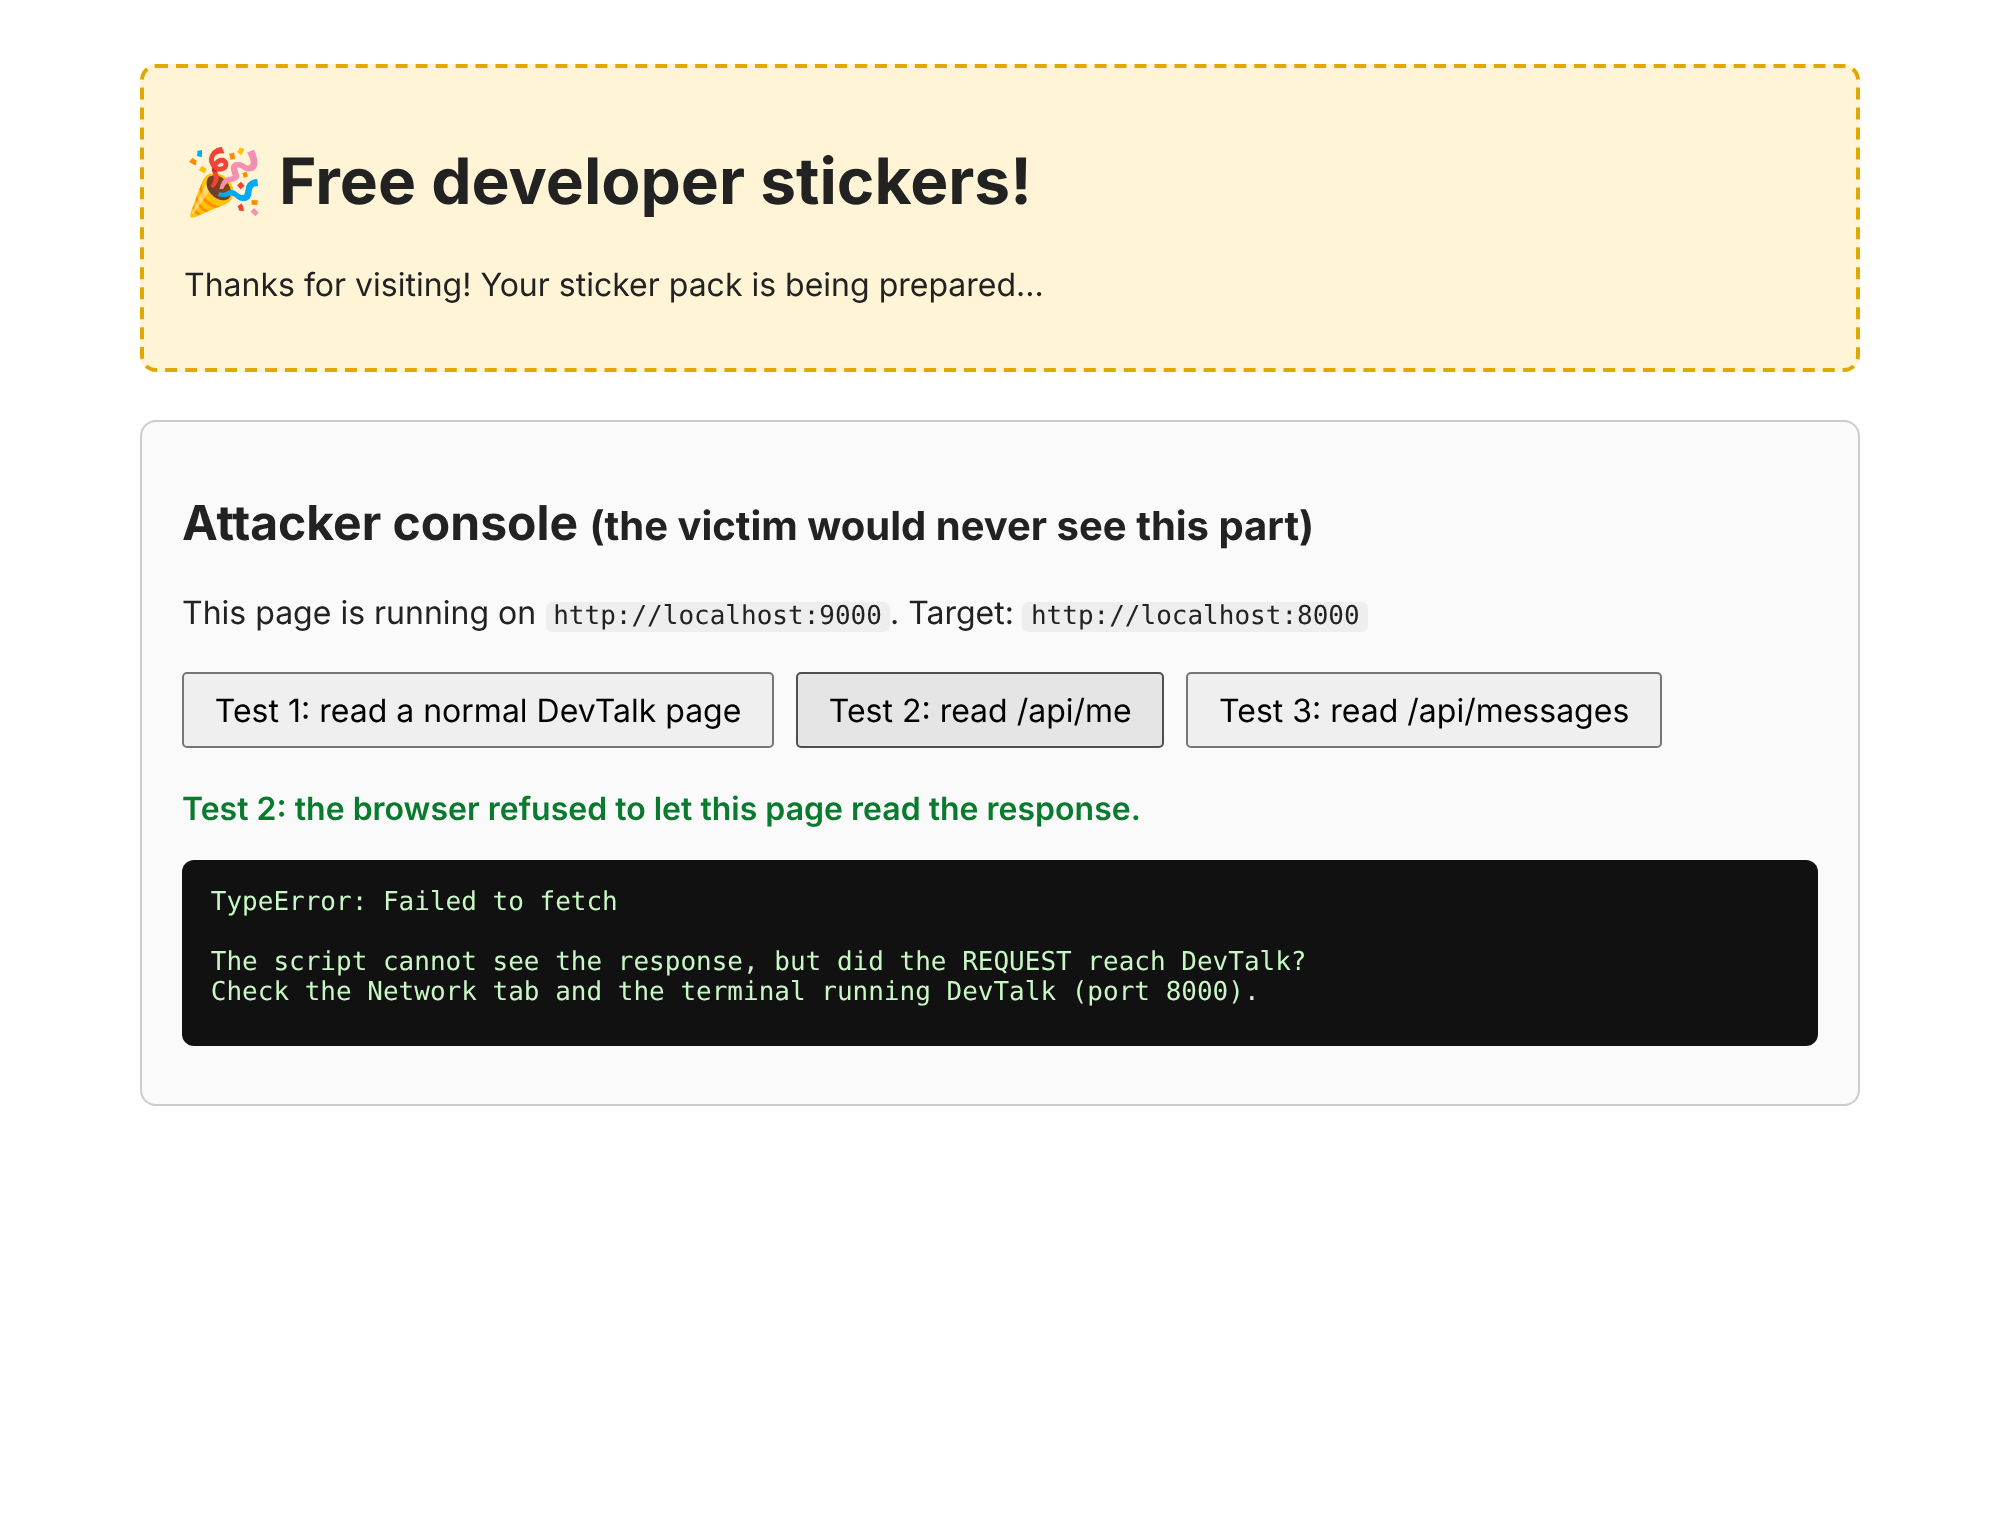 🎉 Free developer stickers!
Thanks for visiting! Your sticker pack is being prepared...
Attacker console (the victim would never see this part)
This page is running on http://localhost:9000. Target: http://localhost:8000
Test 1: read a normal DevTalk page Test 2: read /api/me Test 3: read /api/messages
Test 2: the browser refused to let this page read the response.
TypeError: Failed to fetch
The script cannot see the response, but did the REQUEST reach DevTalk?
Check the Network tab and the terminal running DevTalk (port 8000).